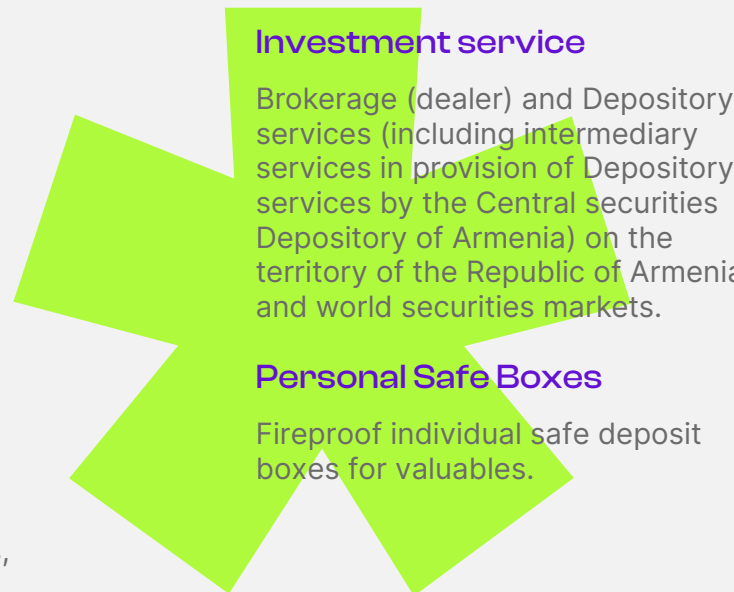 Investment service
Brokerage (dealer) and Depository
services (including intermediary
services in provision of Depository
services by the Central securities
Depository of Armenia) on the
territory of the Republic of Armenia
and world securities markets.
Personal Safe Boxes
Fireproof individual safe deposit
boxes for valuables.
,